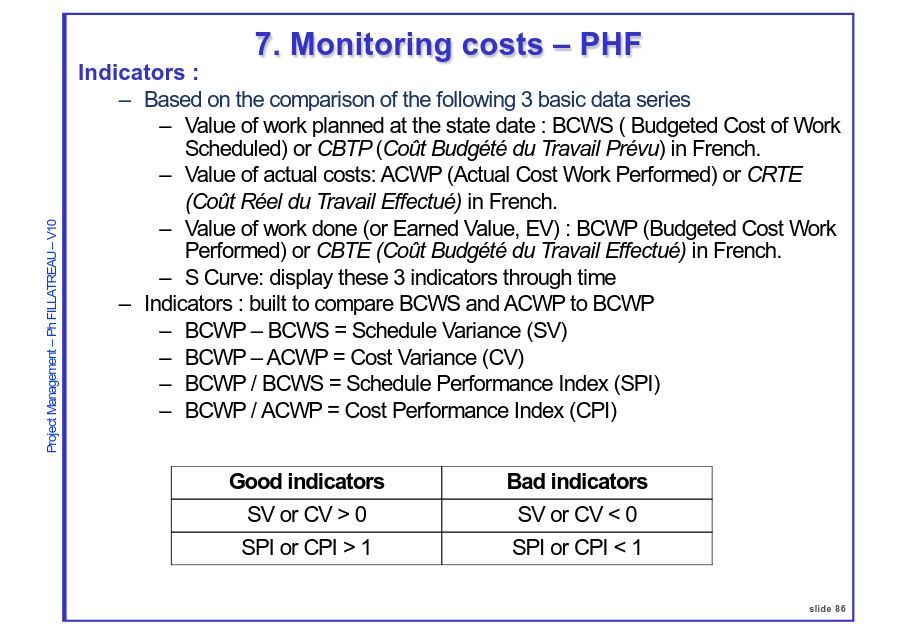 7. Monitoring costs – PHF
Indicators :
– Based on the comparison of the following 3 basic data series
– Value of work planned at the state date : BCWS ( Budgeted Cost of Work
Scheduled) or CBTP (Coût Budgété du Travail Prévu) in French.
– Value of actual costs: ACWP (Actual Cost Work Performed) or CRTE
(Coût Réel du Travail Effectué) in French.
– Value of work done (or Earned Value, EV) : BCWP (Budgeted Cost Work
Performed) or CBTE (Coût Budgété du Travail Effectué) in French.
– S Curve: display these 3 indicators through time
– Indicators : built to compare BCWS and ACWP to BCWP
– BCWP – BCWS = Schedule Variance (SV)
– BCWP – ACWP = Cost Variance (CV)
– BCWP / BCWS = Schedule Performance Index (SPI)
– BCWP / ACWP = Cost Performance Index (CPI)
Good indicators Bad indicators
SV or CV > 0 SV or CV < 0
SPI or CPI > 1 SPI or CPI < 1
Project Management – Ph FILLATREAU – V10
slide 86